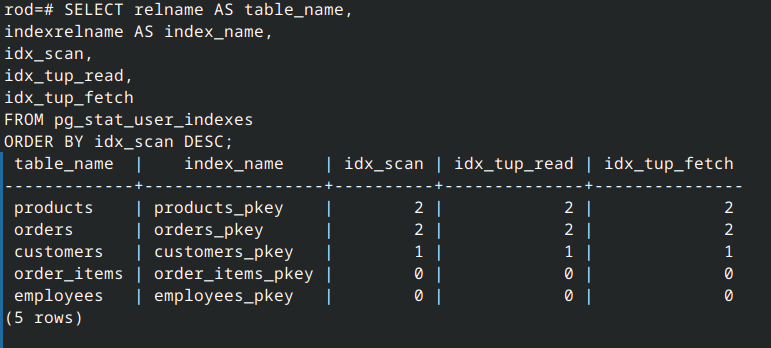 rod=# SELECT relname AS table_name,
indexrelname AS index_name,
idx_scan,
idx_tup_read,
idx_tup_fetch
FROM pg_stat_user_indexes
ORDER BY idx_scan DESC;
 table_name  |    index_name    | idx_scan | idx_tup_read | idx_tup_fetch
-------------+------------------+----------+--------------+---------------
 products    | products_pkey    |        2 |            2 |             2
 orders      | orders_pkey      |        2 |            2 |             2
 customers   | customers_pkey   |        1 |            1 |             1
 order_items | order_items_pkey |        0 |            0 |             0
 employees   | employees_pkey   |        0 |            0 |             0
(5 rows)